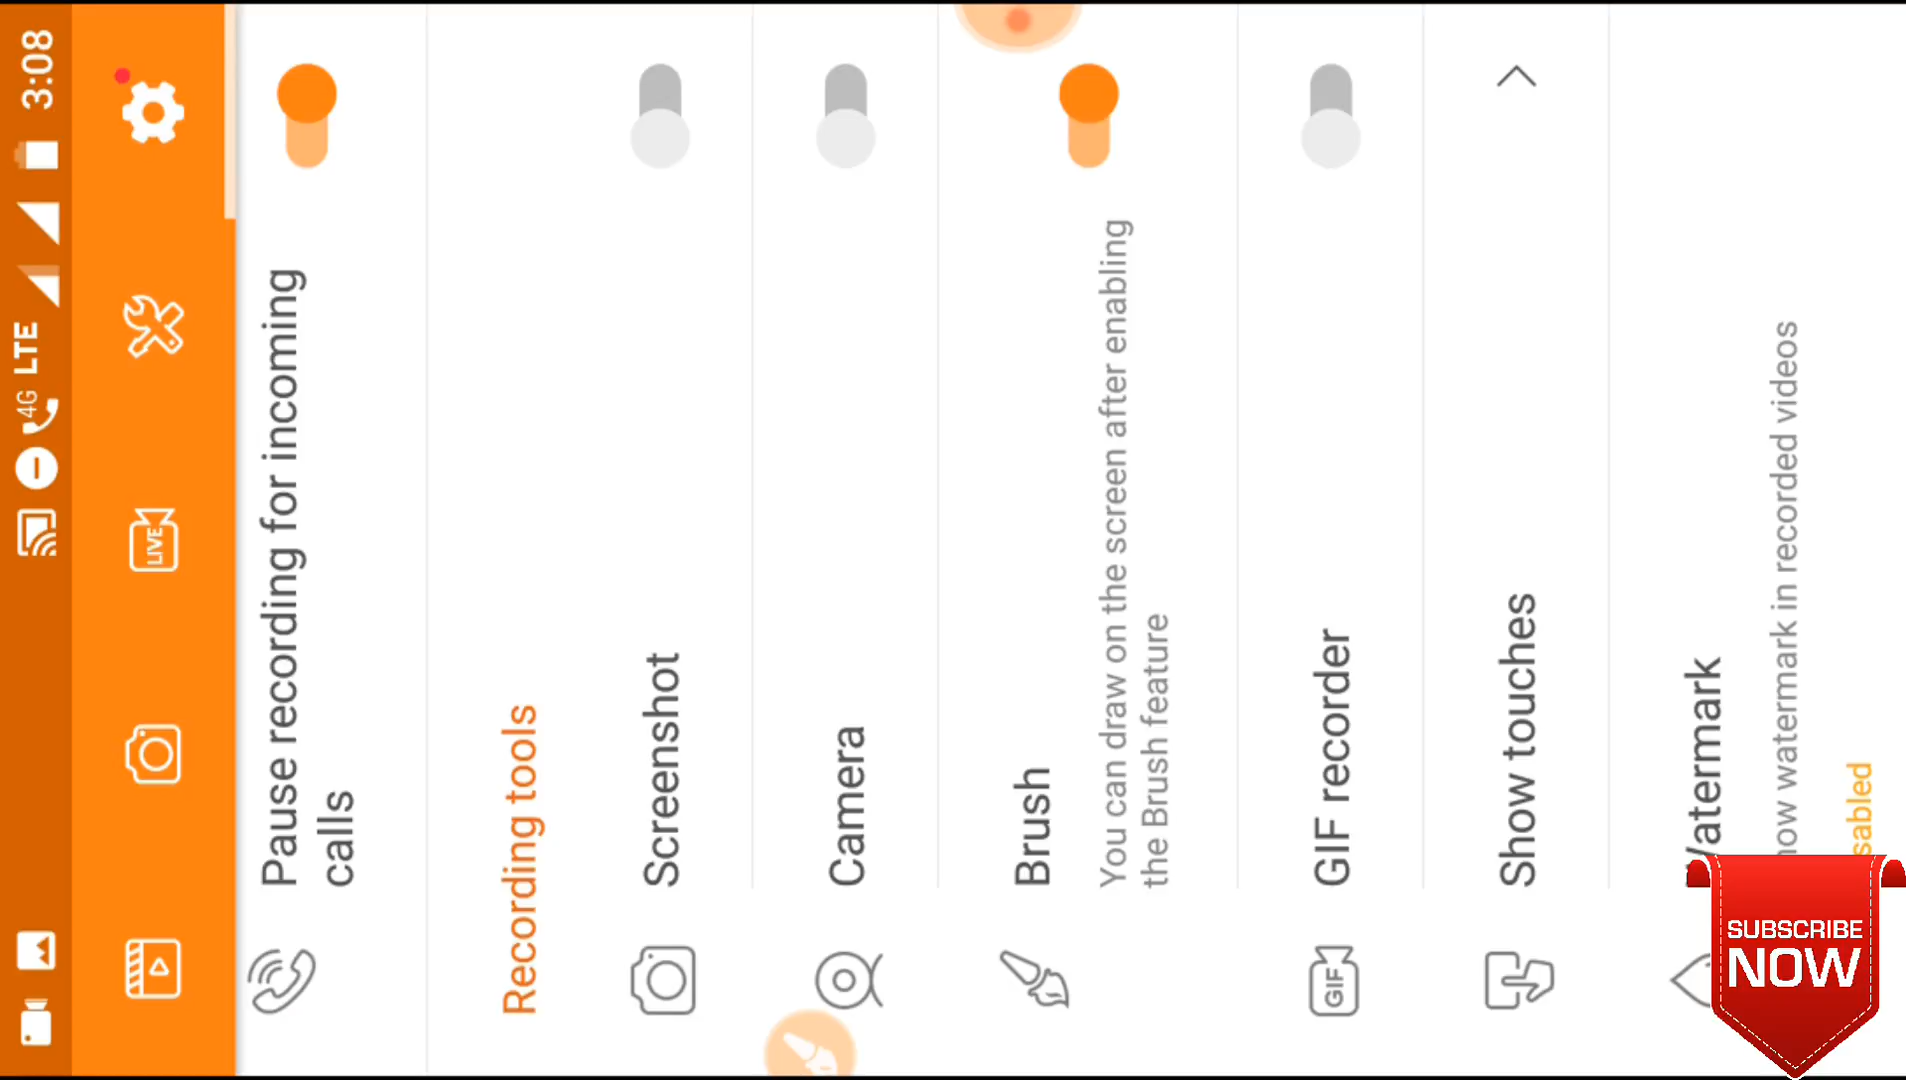 4G LTE 3:08
LIVE
Pause recording for incoming
calls
Recording tools
Screenshot
Camera
Brush
You can draw on the screen after enabling
the Brush feature
GIF
GIF recorder
Show touches
Watermark
how watermark in recorded videos
sabled
SUBSCRIBE
NOW